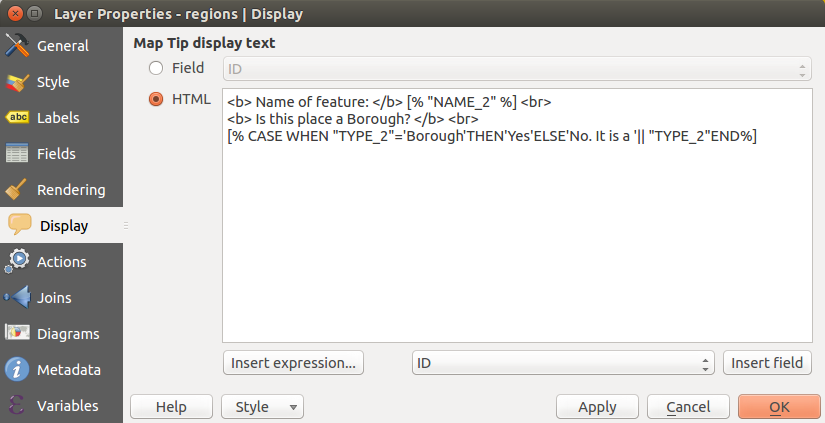 Layer Properties - regions | Display
General
Style
abc Labels
Fields
Rendering
Display
Actions
Joins
Diagrams
Metadata
Variables
Map Tip display text
Field ID
HTML
<b> Name of feature: </b> [% "NAME_2" %] <br>
<b> Is this place a Borough? </b> <br>
[% CASE WHEN "TYPE_2"='Borough'THEN'Yes'ELSE'No. It is a '|| "TYPE_2"END%]
Insert expression... ID Insert field
Help Style Apply Cancel OK